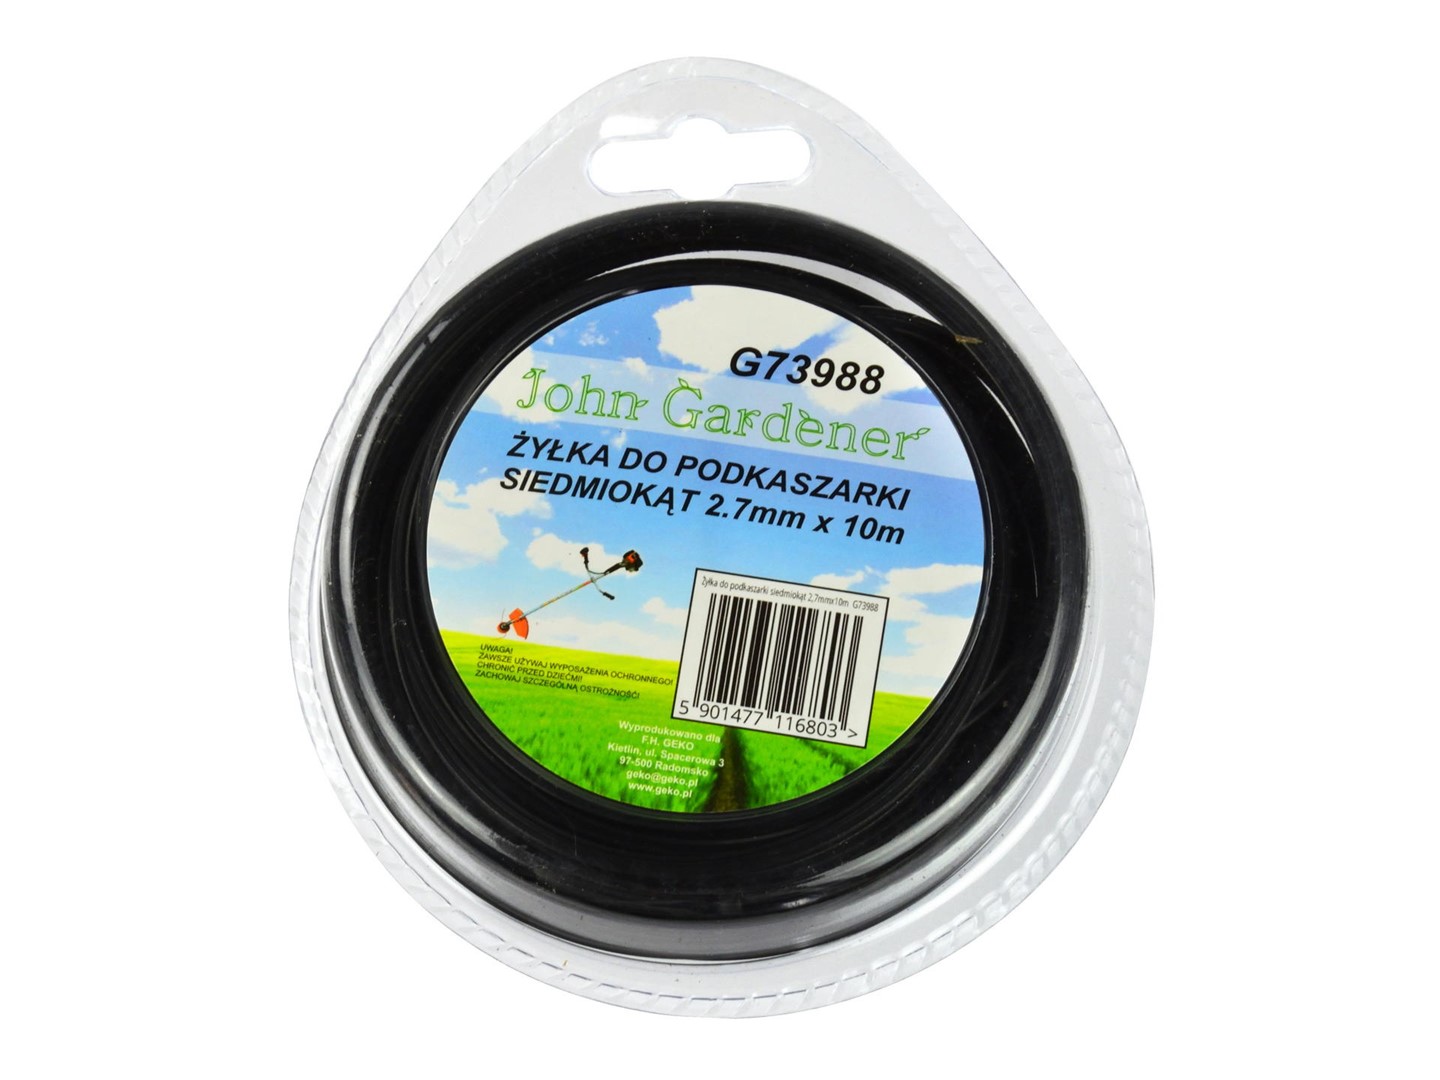 G73988
John Gardener
ŻYŁKA DO PODKASZARKI
SIEDMIOKĄT 2.7mm x 10m
Żyłka do podkaszarki siedmiokąt 2,7mmx10m G73988
5 901477 116803 >
UWAGA!
ZAWSZE UŻYWAJ WYPOSAŻENIA OCHRONNEGO!
CHRONIĆ PRZED DZIEĆMI!
ZACHOWAJ SZCZEGÓLNĄ OSTROŻNOŚĆ!
Wyprodukowano dla
F.H. GEKO
Kietlin, ul. Spacerowa 3
97-500 Radomsko
geko@geko.pl
www.geko.pl